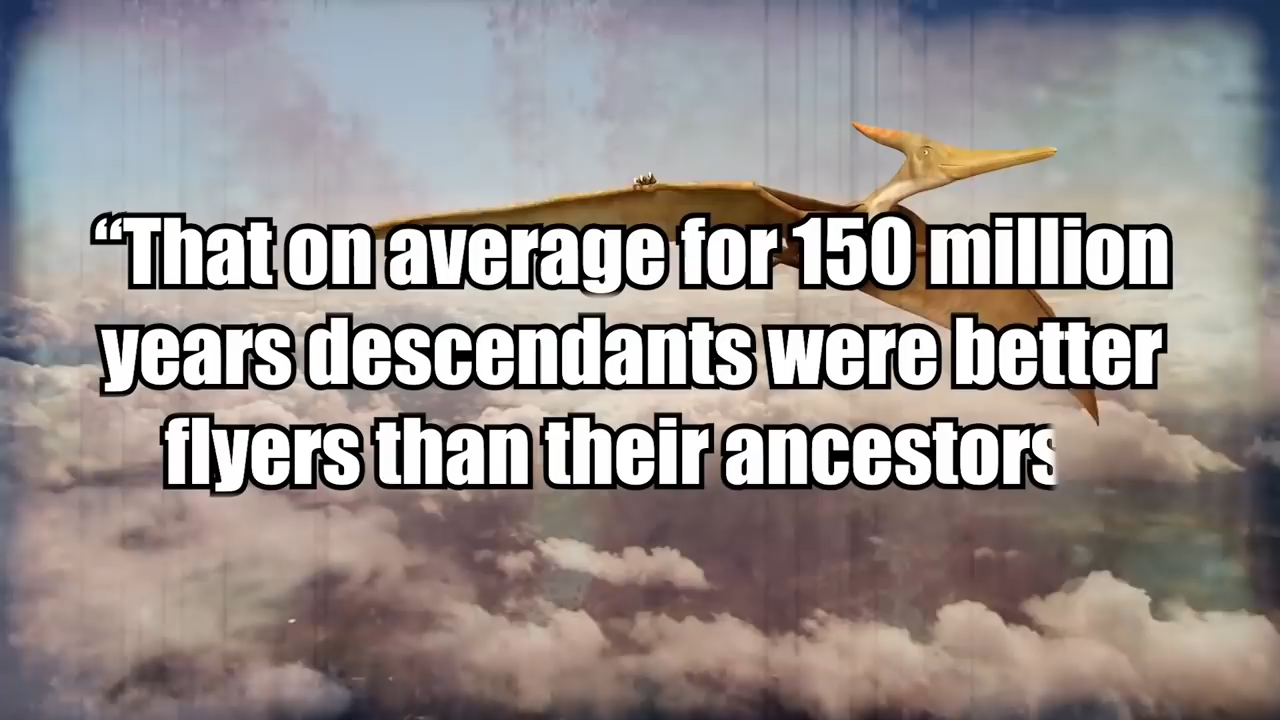 “That on average for 150 million
years descendants were better
flyers than their ancestors